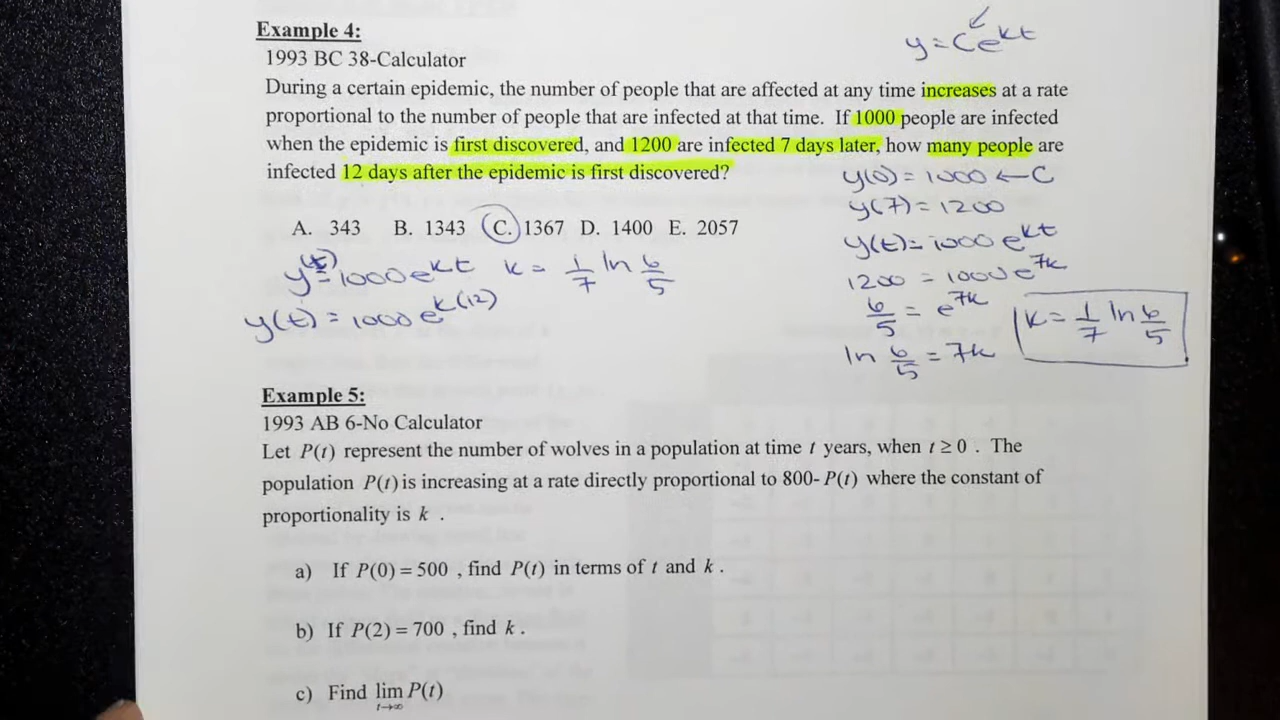 Example 4:
y = Ce^kt
1993 BC 38-Calculator
During a certain epidemic, the number of people that are affected at any time increases at a rate
proportional to the number of people that are infected at that time. If 1000 people are infected
when the epidemic is first discovered, and 1200 are infected 7 days later, how many people are
infected 12 days after the epidemic is first discovered?
y(0) = 1000 ← C
y(7) = 1200
y(t) = 1000 e^kt
1200 = 1000 e^7k
6/5 = e^7k
ln 6/5 = 7k
k = 1/7 ln 6/5
A. 343 B. 1343 C. 1367 D. 1400 E. 2057
y(t) = 1000 e^kt k = 1/7 ln 6/5
y(t) = 1000 e^k(12)
Example 5:
1993 AB 6-No Calculator
Let P(t) represent the number of wolves in a population at time t years, when t ≥ 0 . The
population P(t) is increasing at a rate directly proportional to 800- P(t) where the constant of
proportionality is k .
a) If P(0) = 500 , find P(t) in terms of t and k .
b) If P(2) = 700 , find k .
c) Find lim P(t)
t→∞